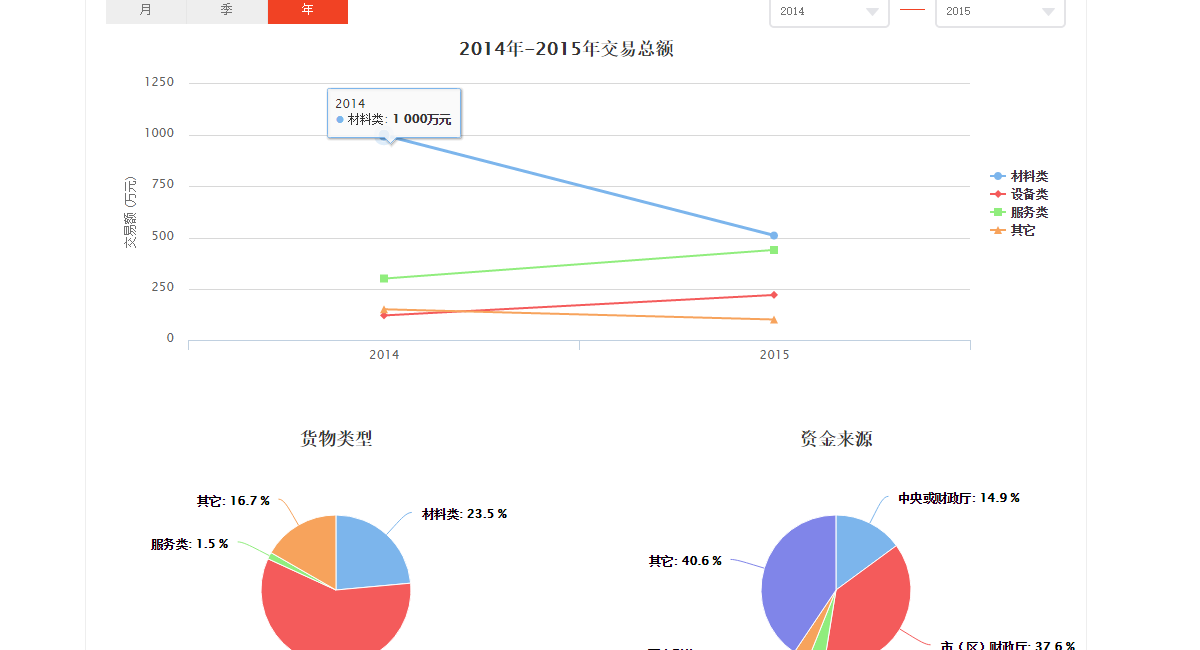 月
季
年
2014
2015
2014年-2015年交易总额
1250
1000
750
500
250
0
交易额 (万元)
2014
材料类: 1 000万元
2014
2015
材料类
设备类
服务类
其它
货物类型
其它: 16.7 %
材料类: 23.5 %
服务类: 1.5 %
资金来源
中央或财政厅: 14.9 %
其它: 40.6 %
市（区）财政厅: 37.6 %